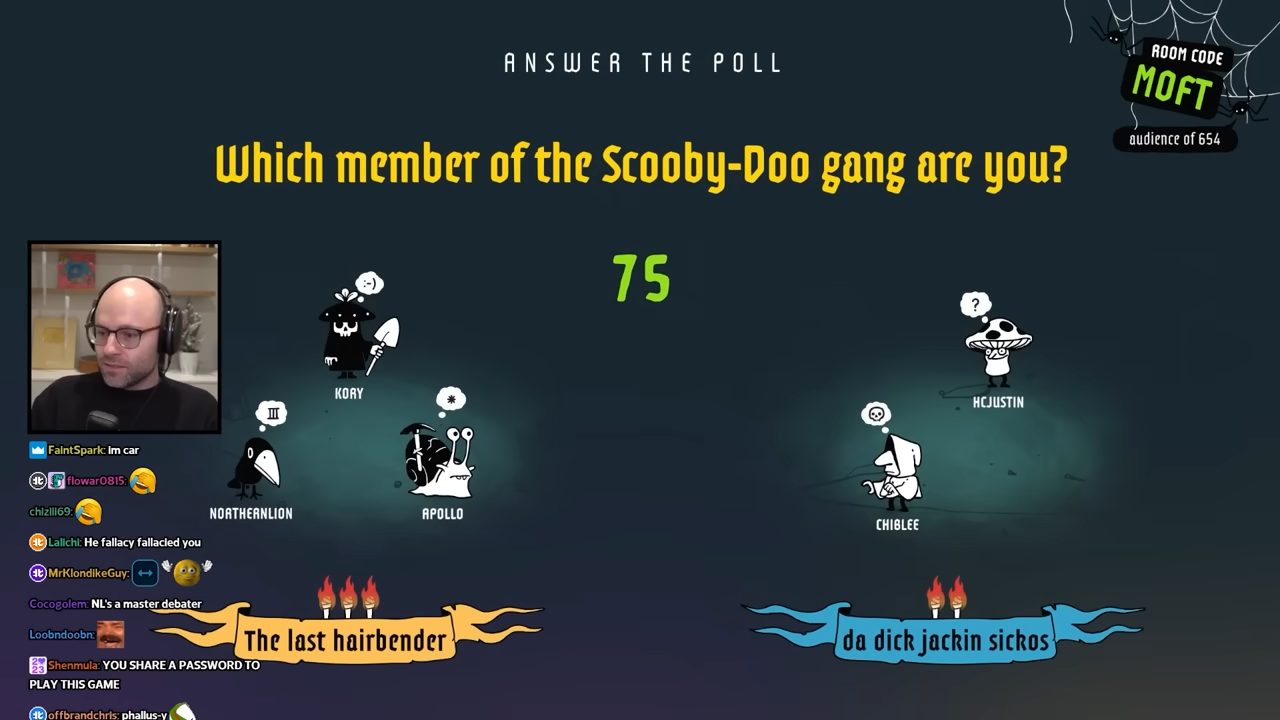 ANSWER THE POLL
ROOM CODE
MOFT
audience of 654
Which member of the Scooby-Doo gang are you?
75
:-)
?
III
KORY
HCJUSTIN
NORTHERNLION
APOLLO
CHIBLEE
FaintSpark: Im car
flowar0815:
chiziii69:
Lalichi: He fallacy fallacied you
MrKlondikeGuy:
Cocogolem: NL's a master debater
Loobndoobn:
Shenmula: YOU SHARE A PASSWORD TO
PLAY THIS GAME
offbrandchris: phallus-y
The last hairbender
da dick jackin sickos